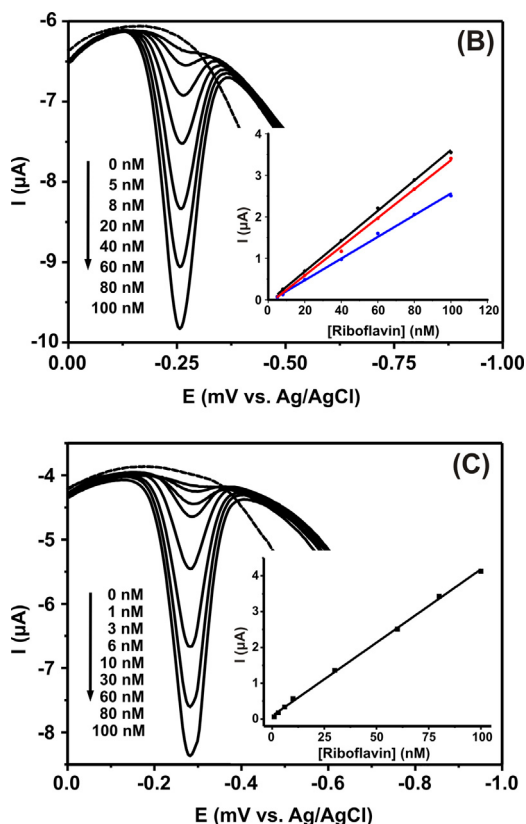 (B)
-6
-7
-8
-9
-10
I (µA)
0 nM
5 nM
8 nM
20 nM
40 nM
60 nM
80 nM
100 nM
4
3
2
1
0
I (µA)
0 20 40 60 80 100 120
[Riboflavin] (nM)
0.00 -0.25 -0.50 -0.75 -1.00
E (mV vs. Ag/AgCl)
(C)
-4
-5
-6
-7
-8
I (µA)
0 nM
1 nM
3 nM
6 nM
10 nM
30 nM
60 nM
80 nM
100 nM
4
3
2
1
0
I (µA)
0 25 50 75 100
[Riboflavin] (nM)
0.0 -0.2 -0.4 -0.6 -0.8 -1.0
E (mV vs. Ag/AgCl)